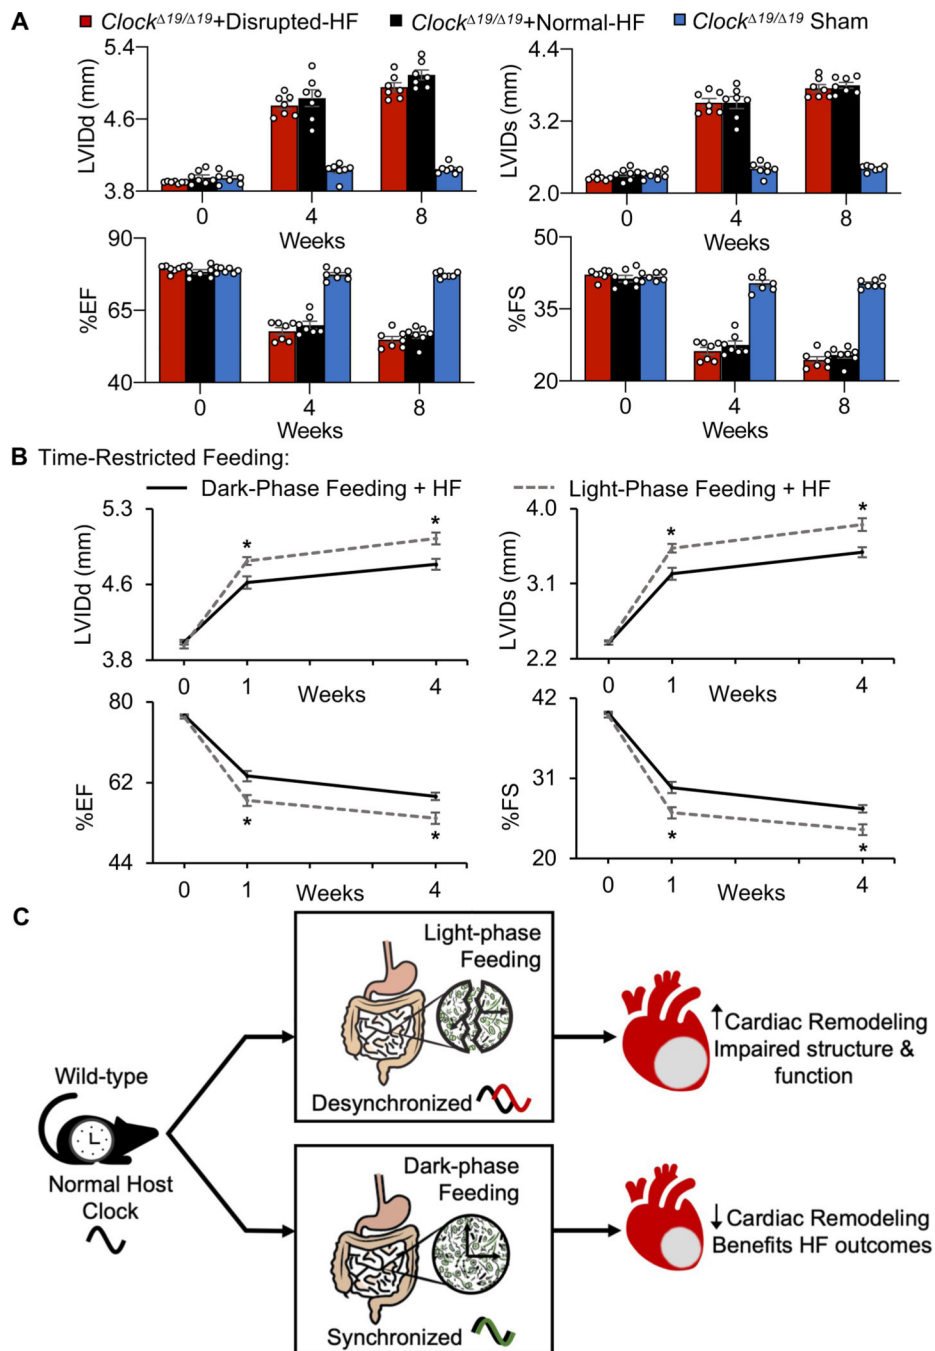 A
Clock^Δ19/Δ19+Disrupted-HF
Clock^Δ19/Δ19+Normal-HF
Clock^Δ19/Δ19 Sham
LVIDd (mm)
5.4
4.6
3.8
0
4
8
Weeks
LVIDs (mm)
4.4
3.2
2.0
0
4
8
Weeks
%EF
90
65
40
0
4
8
Weeks
%FS
50
35
20
0
4
8
Weeks
B Time-Restricted Feeding:
Dark-Phase Feeding + HF
Light-Phase Feeding + HF
LVIDd (mm)
5.3
4.6
3.8
*
*
0
1
Weeks
4
LVIDs (mm)
4.0
3.1
2.2
*
*
0
1
Weeks
4
%EF
80
62
44
*
*
0
1
Weeks
4
%FS
42
31
20
*
*
0
1
Weeks
4
C
Wild-type
Normal Host
Clock
Light-phase
Feeding
Desynchronized
↑Cardiac Remodeling
Impaired structure &
function
Dark-phase
Feeding
Synchronized
↓Cardiac Remodeling
Benefits HF outcomes